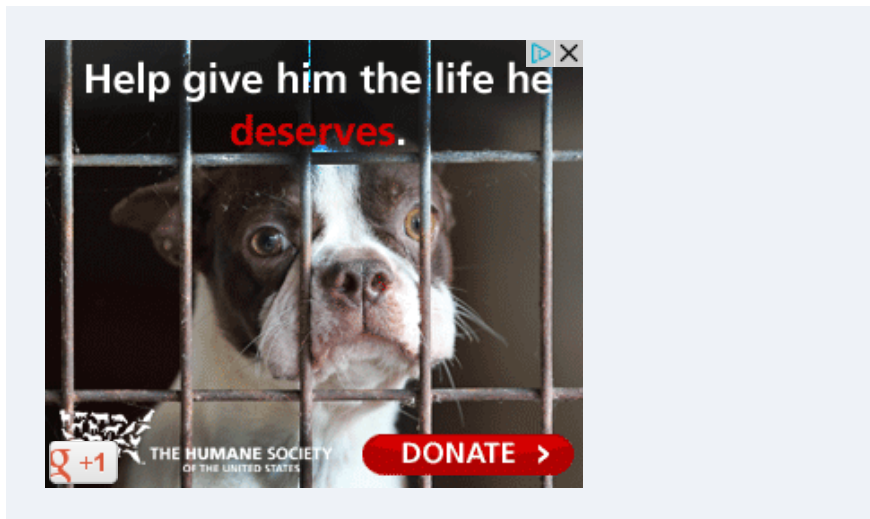 Help give him the life he
deserves.
THE HUMANE SOCIETY
OF THE UNITED STATES
DONATE >
g +1